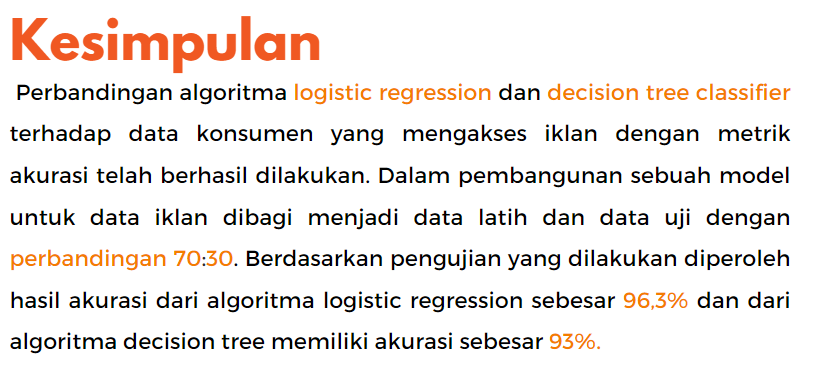 Kesimpulan
Perbandingan algoritma logistic regression dan decision tree classifier
terhadap data konsumen yang mengakses iklan dengan metrik
akurasi telah berhasil dilakukan. Dalam pembangunan sebuah model
untuk data iklan dibagi menjadi data latih dan data uji dengan
perbandingan 70:30. Berdasarkan pengujian yang dilakukan diperoleh
hasil akurasi dari algoritma logistic regression sebesar 96,3% dan dari
algoritma decision tree memiliki akurasi sebesar 93%.